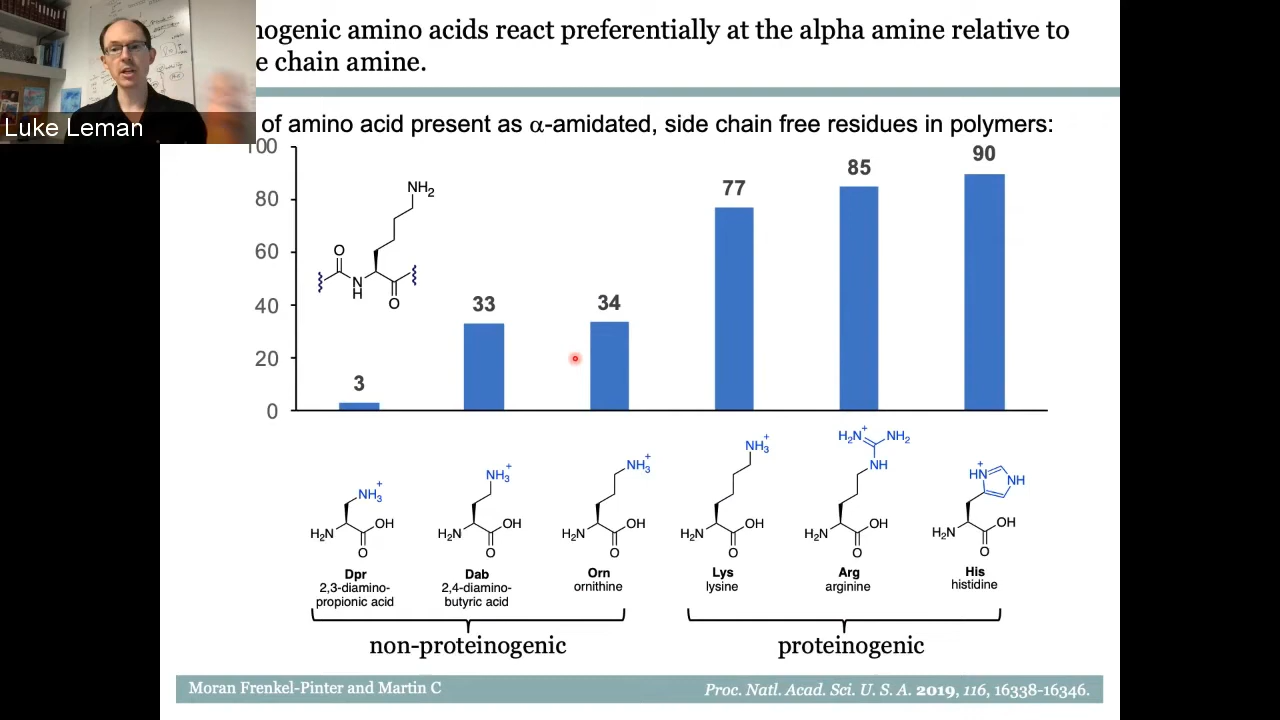 nogenic amino acids react preferentially at the alpha amine relative to
e chain amine.
Luke Leman
of amino acid present as α-amidated, side chain free residues in polymers:
100
80
60
40
20
0
3
33
34
77
85
90
NH2
O
N
H
O
NH3+
H2N
OH
O
NH3+
H2N
OH
O
NH3+
H2N
OH
O
NH3+
H2N
OH
O
H2N+
NH2
NH
H2N
OH
O
+
HN
NH
H2N
OH
O
Dpr
2,3-diamino-
propionic acid
Dab
2,4-diamino-
butyric acid
Orn
ornithine
Lys
lysine
Arg
arginine
His
histidine
non-proteinogenic
proteinogenic
Moran Frenkel-Pinter and Martin C
Proc. Natl. Acad. Sci. U. S. A. 2019, 116, 16338-16346.